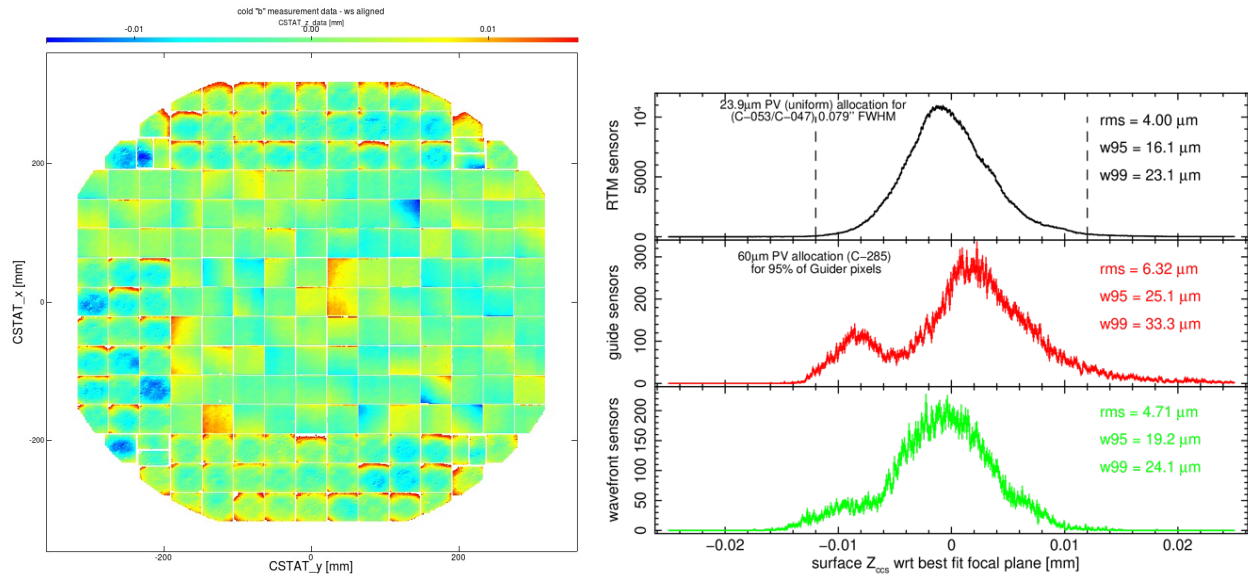 cold "b" measurement data - ws aligned
CSTAT_z_data [mm]
-0.01 0.00 0.01
CSTAT_x [mm]
200
0
-200
-200 0 200
CSTAT_y [mm]
RTM sensors
10⁴
5000
0
23.9μm PV (uniform) allocation for
(C−053/C−047) 0.079'' FWHM
rms = 4.00 μm
w95 = 16.1 μm
w99 = 23.1 μm
guide sensors
300
200
100
0
60μm PV allocation (C−285)
for 95% of Guider pixels
rms = 6.32 μm
w95 = 25.1 μm
w99 = 33.3 μm
wavefront sensors
200
150
100
50
0
rms = 4.71 μm
w95 = 19.2 μm
w99 = 24.1 μm
−0.02 −0.01 0 0.01 0.02
surface Zccs wrt best fit focal plane [mm]